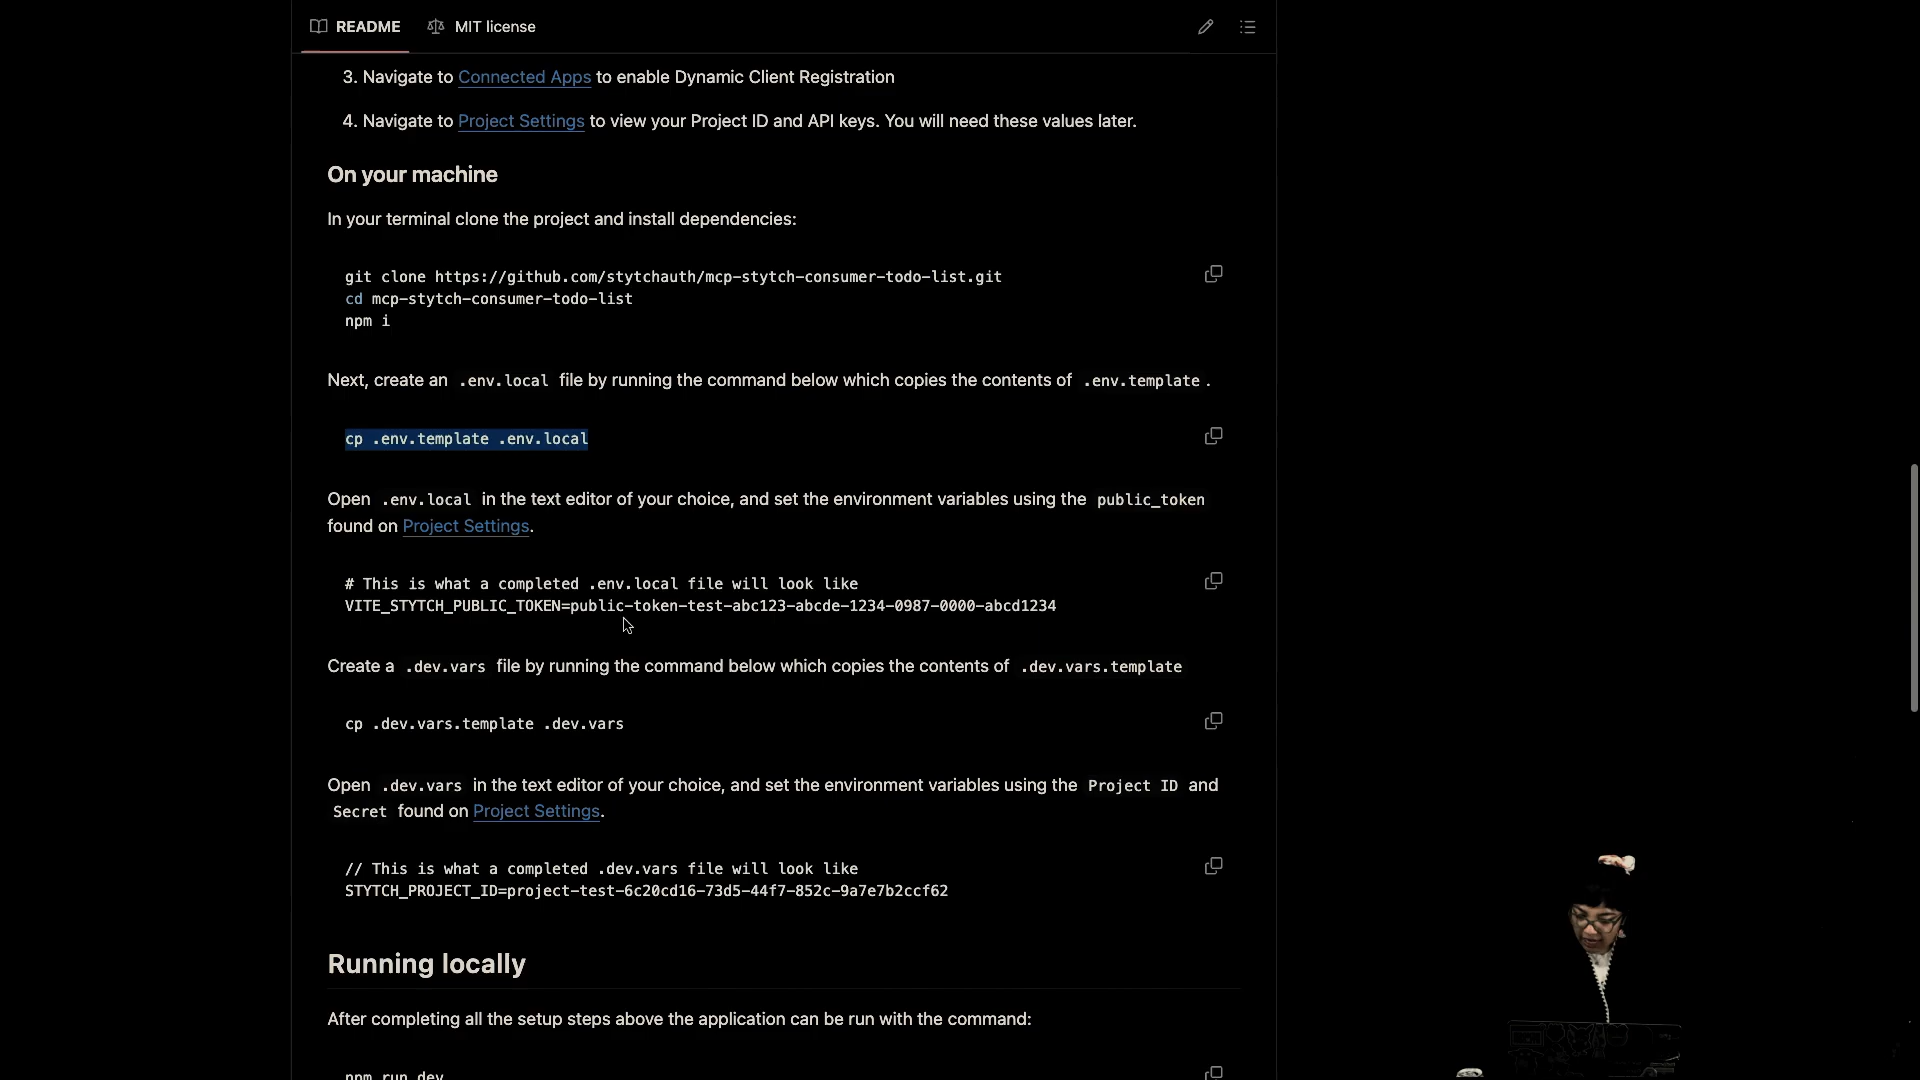 README
MIT license
3. Navigate to Connected Apps to enable Dynamic Client Registration
4. Navigate to Project Settings to view your Project ID and API keys. You will need these values later.
On your machine
In your terminal clone the project and install dependencies:
git clone https://github.com/stytchauth/mcp-stytch-consumer-todo-list.git
cd mcp-stytch-consumer-todo-list
npm i
Next, create an .env.local file by running the command below which copies the contents of .env.template.
cp .env.template .env.local
Open .env.local in the text editor of your choice, and set the environment variables using the public_token
found on Project Settings.
# This is what a completed .env.local file will look like
VITE_STYTCH_PUBLIC_TOKEN=public-token-test-abc123-abcde-1234-0987-0000-abcd1234
Create a .dev.vars file by running the command below which copies the contents of .dev.vars.template
cp .dev.vars.template .dev.vars
Open .dev.vars in the text editor of your choice, and set the environment variables using the Project ID and
Secret found on Project Settings.
// This is what a completed .dev.vars file will look like
STYTCH_PROJECT_ID=project-test-6c20cd16-73d5-44f7-852c-9a7e7b2ccf62
Running locally
After completing all the setup steps above the application can be run with the command:
npm run dev